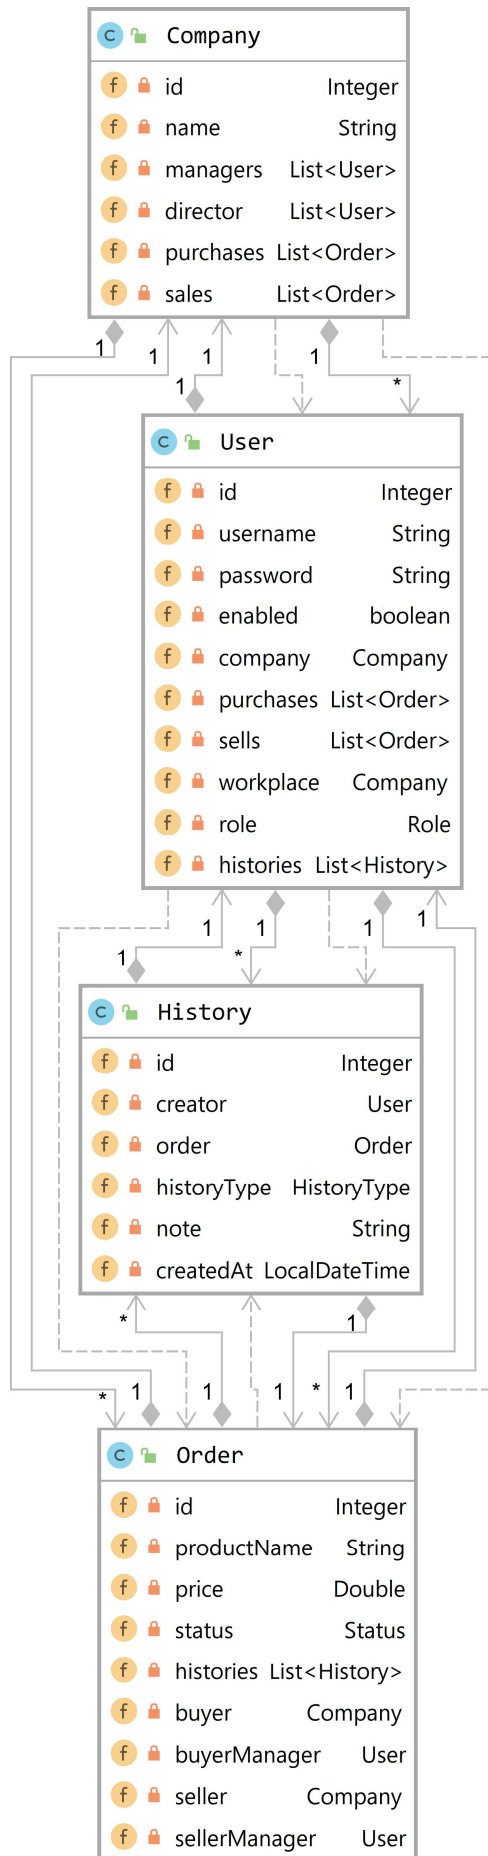 C Company
f id Integer
f name String
f managers List<User>
f director List<User>
f purchases List<Order>
f sales List<Order>
1 1 1 1
1 *
C User
f id Integer
f username String
f password String
f enabled boolean
f company Company
f purchases List<Order>
f sells List<Order>
f workplace Company
f role Role
f histories List<History>
1 1 1 1
1 *
C History
f id Integer
f creator User
f order Order
f historyType HistoryType
f note String
f createdAt LocalDateTime
* 1
* 1 1 1 * 1
C Order
f id Integer
f productName String
f price Double
f status Status
f histories List<History>
f buyer Company
f buyerManager User
f seller Company
f sellerManager User